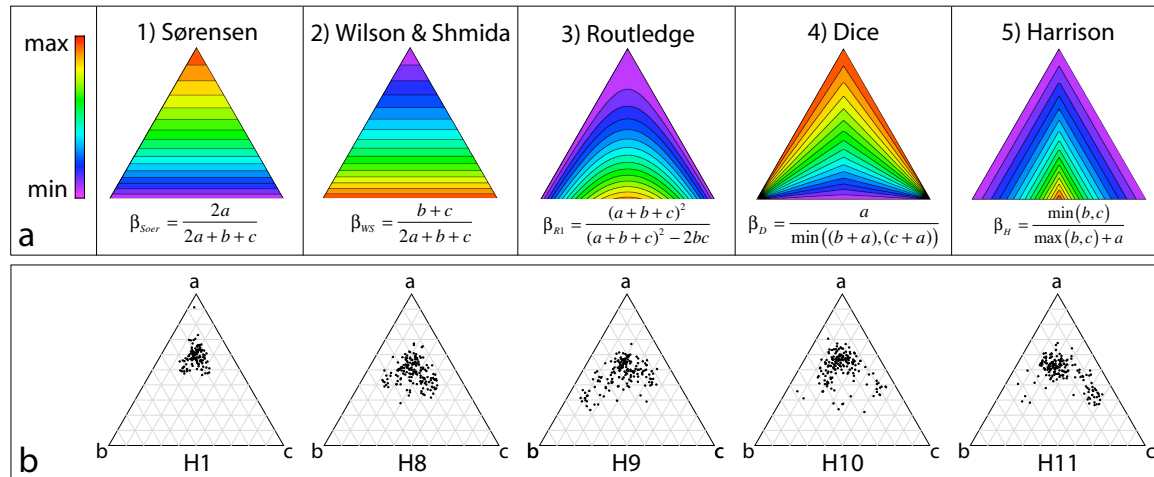 max
min
a
1) Sørensen
2) Wilson & Shmida
3) Routledge
4) Dice
5) Harrison
β_Soer = 2a / (2a + b + c)
β_WS = (b + c) / (2a + b + c)
β_R1 = (a + b + c)² / ((a + b + c)² − 2bc)
β_D = a / min((b + a),(c + a))
β_H = min(b,c) / (max(b,c) + a)
b
a
b
c
H1
a
b
c
H8
a
b
c
H9
a
b
c
H10
a
b
c
H11